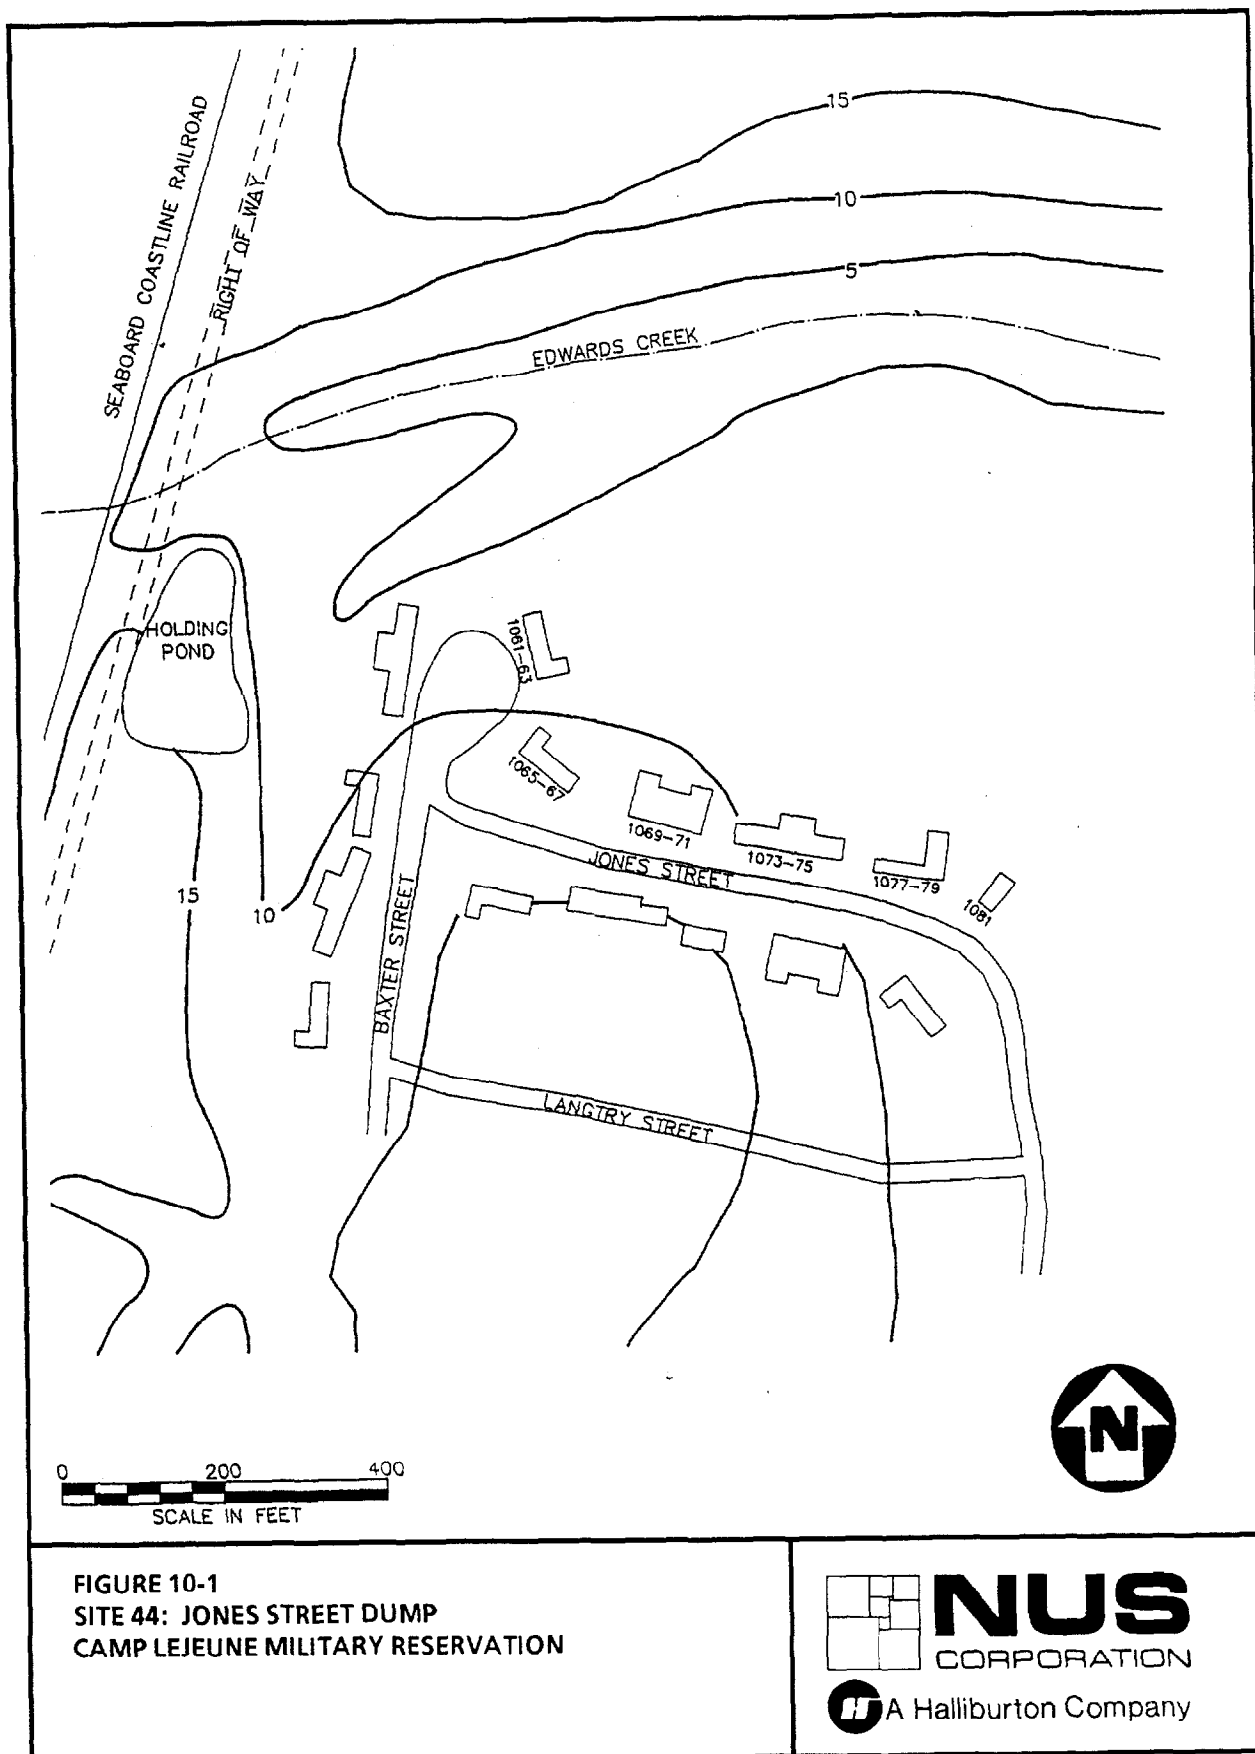 15
10
5
SEABOARD COASTLINE RAILROAD
RIGHT OF WAY
EDWARDS CREEK
HOLDING
POND
1061-63
1065-67
1069-71
1073-75
1077-79
1081
JONES STREET
15
10
BAXTER STREET
LANGTRY STREET
N
0 200 400
SCALE IN FEET
FIGURE 10-1
SITE 44: JONES STREET DUMP
CAMP LEJEUNE MILITARY RESERVATION
NUS
CORPORATION
H A Halliburton Company